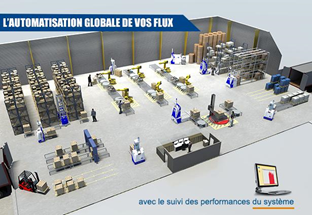 L'AUTOMATISATION GLOBALE DE VOS FLUX
avec le suivi des performances du système